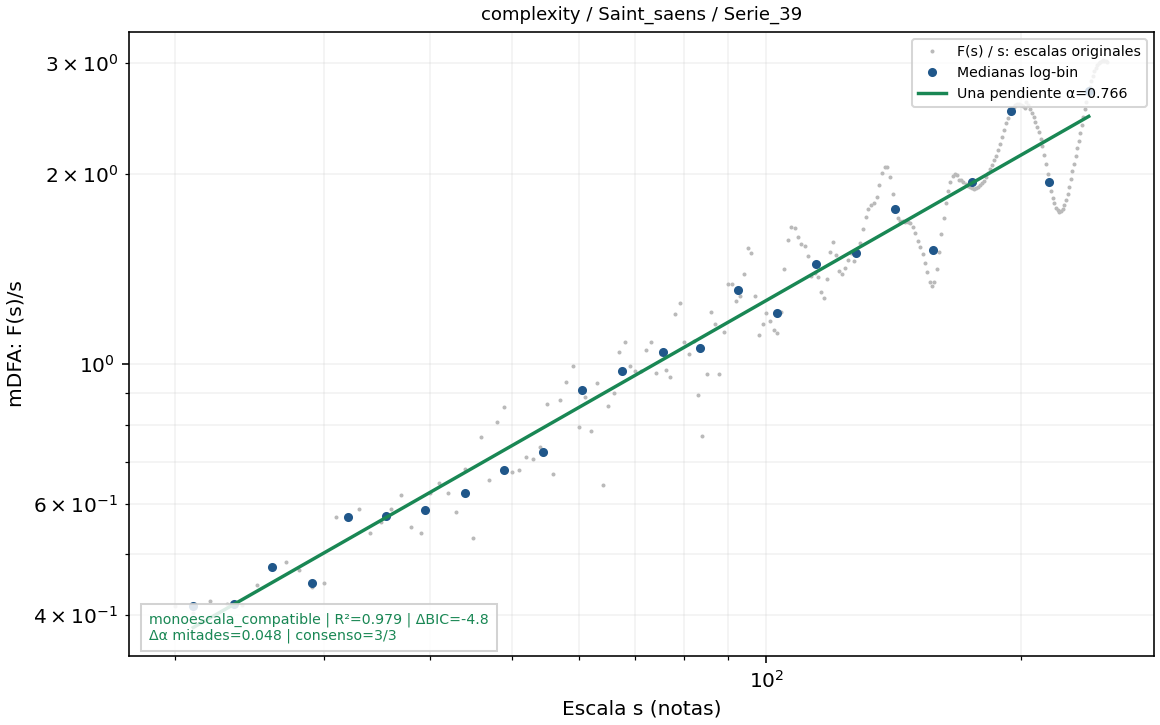 complexity / Saint_saens / Serie_39
F(s) / s: escalas originales
Medianas log-bin
Una pendiente α=0.766
3 × 10⁰
2 × 10⁰
10⁰
6 × 10⁻¹
4 × 10⁻¹
mDFA: F(s)/s
monoescala_compatible | R²=0.979 | ΔBIC=-4.8
Δα mitades=0.048 | consenso=3/3
10²
Escala s (notas)